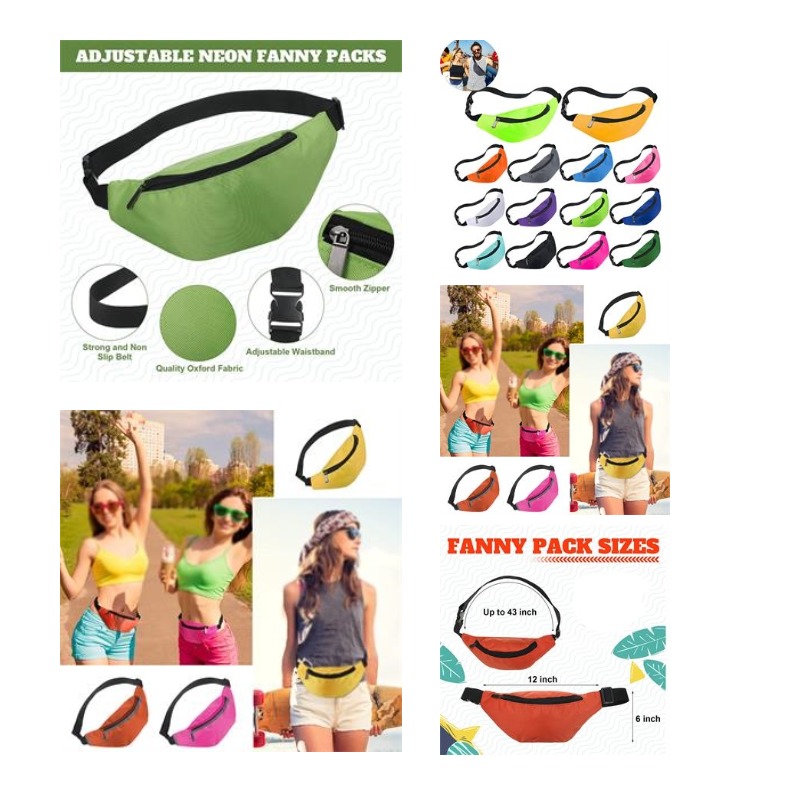 ADJUSTABLE NEON FANNY PACKS
Smooth Zipper
Strong and Non
Slip Belt
Adjustable Waistband
Quality Oxford Fabric
FANNY PACK SIZES
Up to 43 inch
12 inch
6 inch